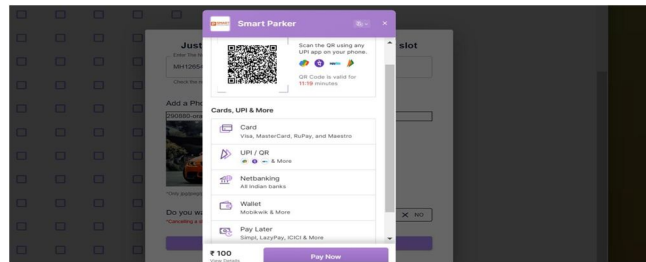 Smart Parker
Just
slot
Scan the QR using any
UPI app on your phone.
QR Code is valid for
11:19 minutes
Add a Pho
Cards, UPI & More
Card
Visa, MasterCard, RuPay, and Maestro
UPI / QR
& More
Netbanking
All Indian banks
Wallet
Mobikwik & More
Pay Later
Simpl, LazyPay, ICICI & More
Do you wa
X NO
₹ 100
View Details
Pay Now